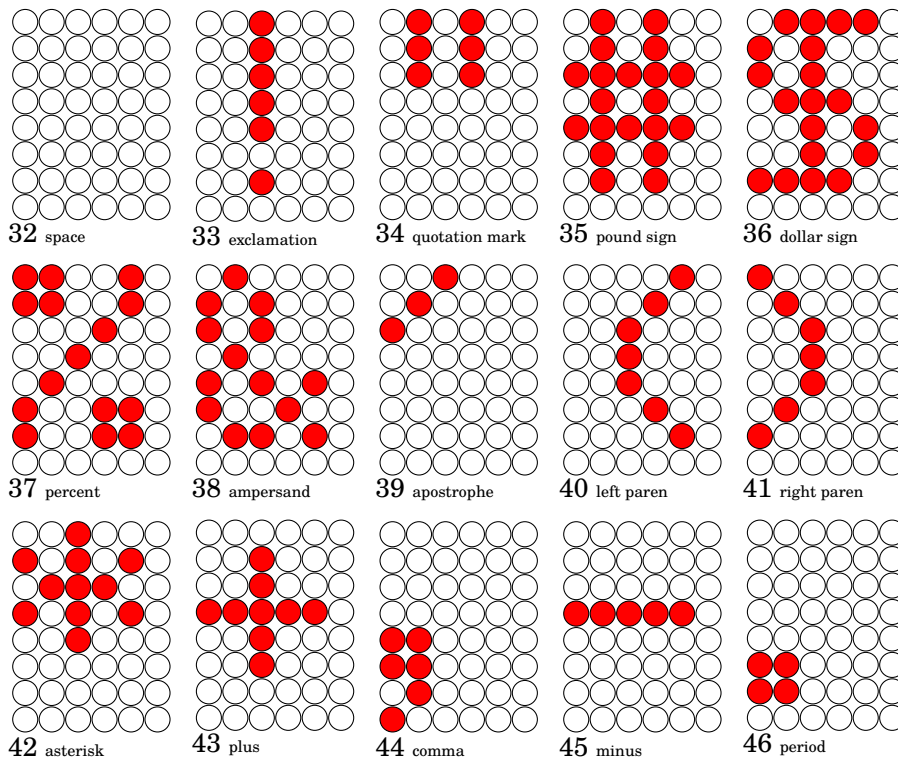 32 space 33 exclamation 34 quotation mark 35 pound sign 36 dollar sign
37 percent 38 ampersand 39 apostrophe 40 left paren 41 right paren
42 asterisk 43 plus 44 comma 45 minus 46 period